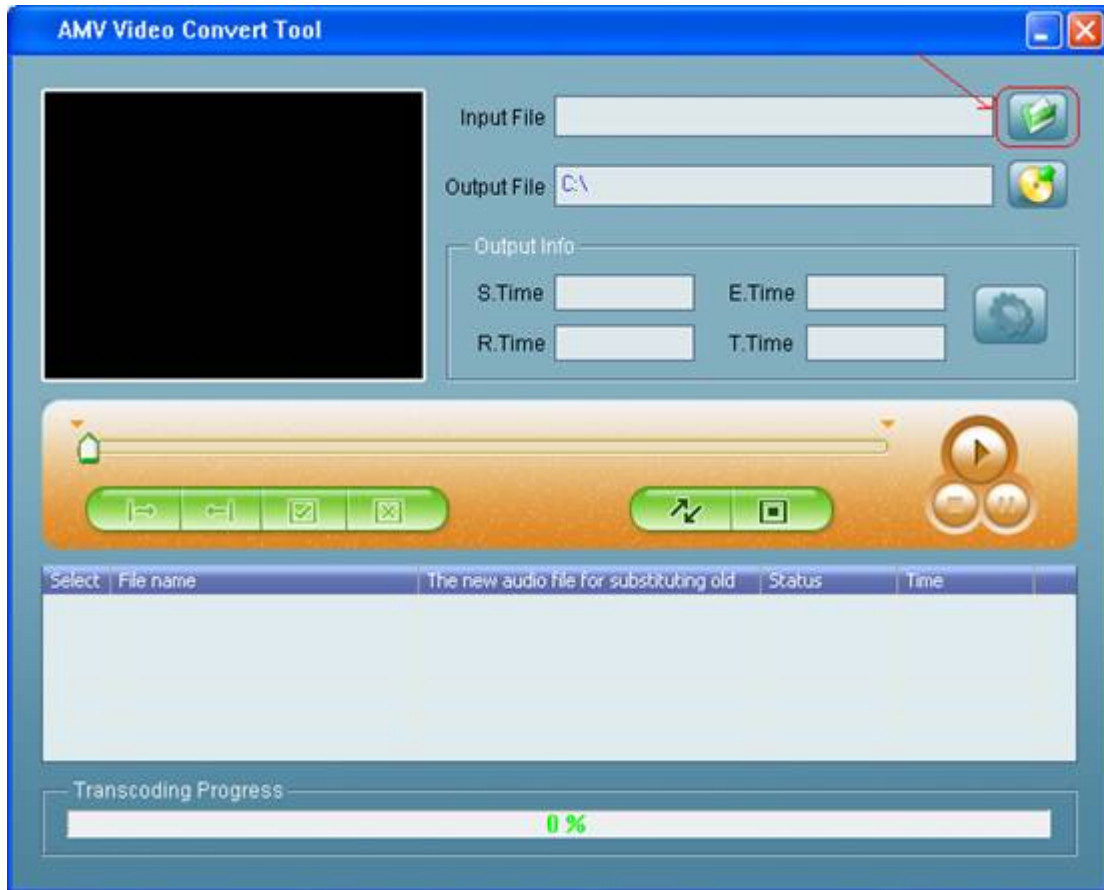 AMV Video Convert Tool
Input File
Output File C:\
Output Info
S.Time E.Time
R.Time T.Time
Select File name The new audio file for substituting old Status Time
Transcoding Progress
0 %